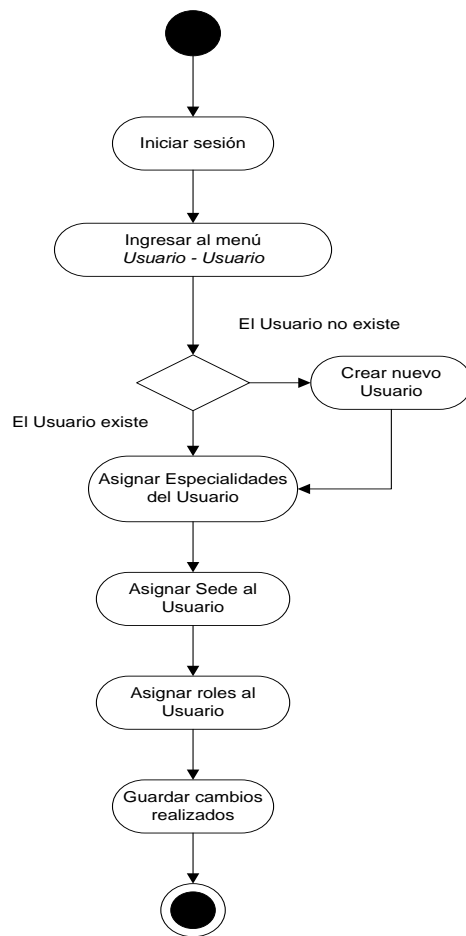 Iniciar sesión
Ingresar al menú
Usuario - Usuario
El Usuario no existe
Crear nuevo
Usuario
El Usuario existe
Asignar Especialidades
del Usuario
Asignar Sede al
Usuario
Asignar roles al
Usuario
Guardar cambios
realizados